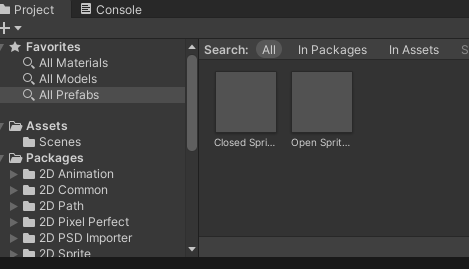 Project Console
Favorites
All Materials
All Models
All Prefabs
Assets
Scenes
Packages
2D Animation
2D Common
2D Path
2D Pixel Perfect
2D PSD Importer
2D Sprite
Search: All In Packages In Assets
Closed Spri... Open Sprit...